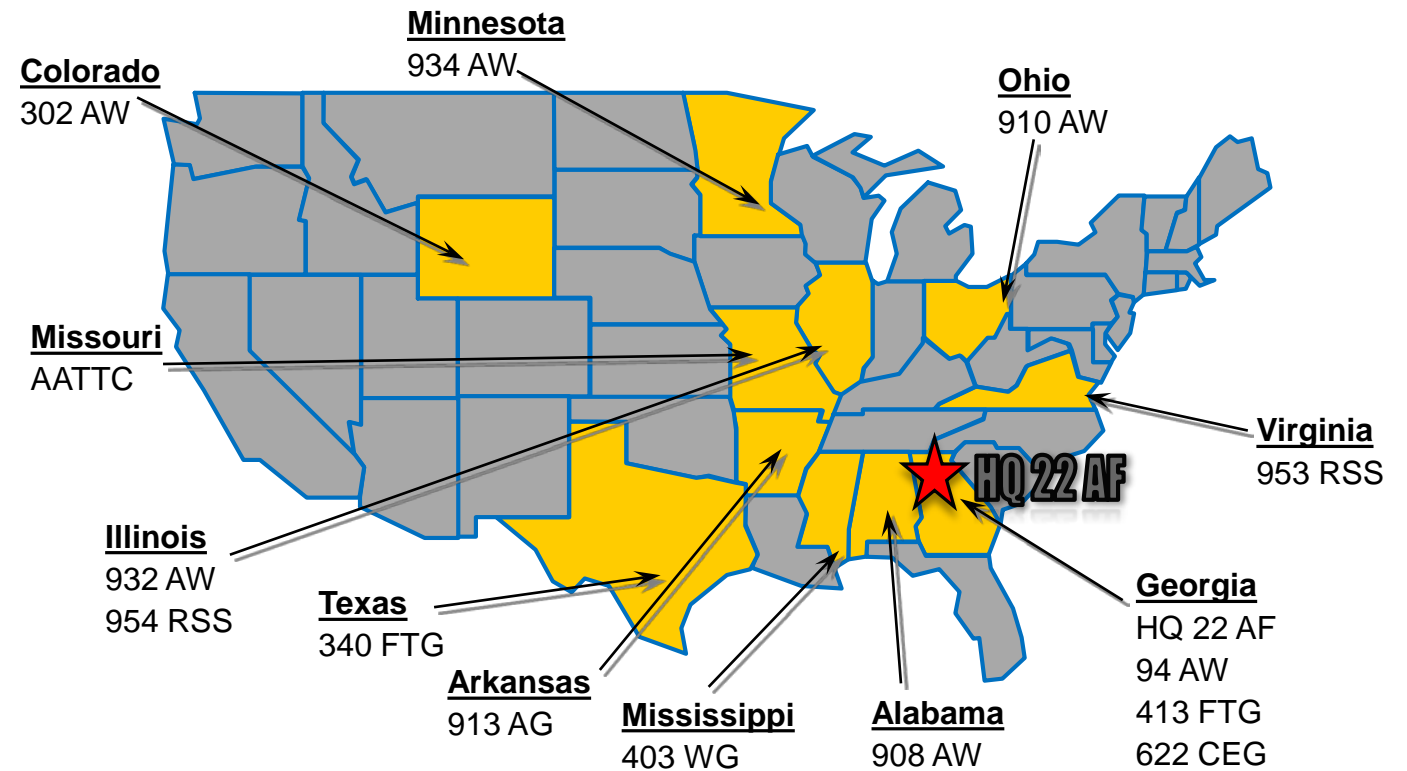 Minnesota
934 AW
Colorado
302 AW
Ohio
910 AW
Missouri
AATTC
Virginia
953 RSS
HQ 22 AF
Illinois
932 AW
954 RSS
Texas
340 FTG
Arkansas
913 AG
Mississippi
403 WG
Alabama
908 AW
Georgia
HQ 22 AF
94 AW
413 FTG
622 CEG